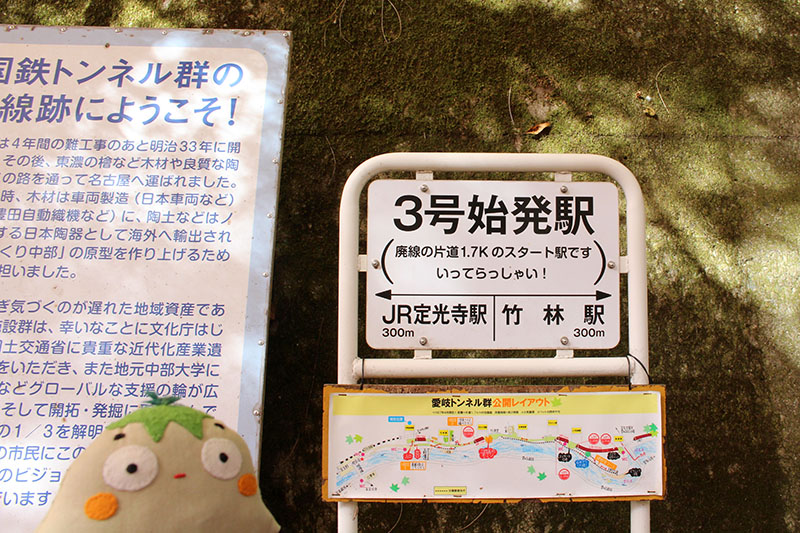 国鉄トンネル群の
線跡にようこそ！
は4年間の難工事のあと明治33年に開
その後、東濃の檜など木材や良質な陶
の路を通って名古屋へ運ばれました。
時、木材は車両製造（日本車両など）
豊田自動織機など）に、陶土などはノ
する日本陶器として海外へ輸出され
くり中部」の原型を作り上げるため
担いました。
ぎ気づくのが遅れた地域資産であ
施設群は、幸いなことに文化庁はじ
国土交通省に貴重な近代化産業遺
をいただき、また地元中部大学に
などグローバルな支援の輪が広
そして開拓・発掘に
の1/3を解明
の市民にこの
のビジョ
ています
3号始発駅
（廃線の片道1.7Kのスタート駅です
いってらっしゃい！）
JR定光寺駅 竹林駅
300m 300m
愛岐トンネル群公開レイアウト